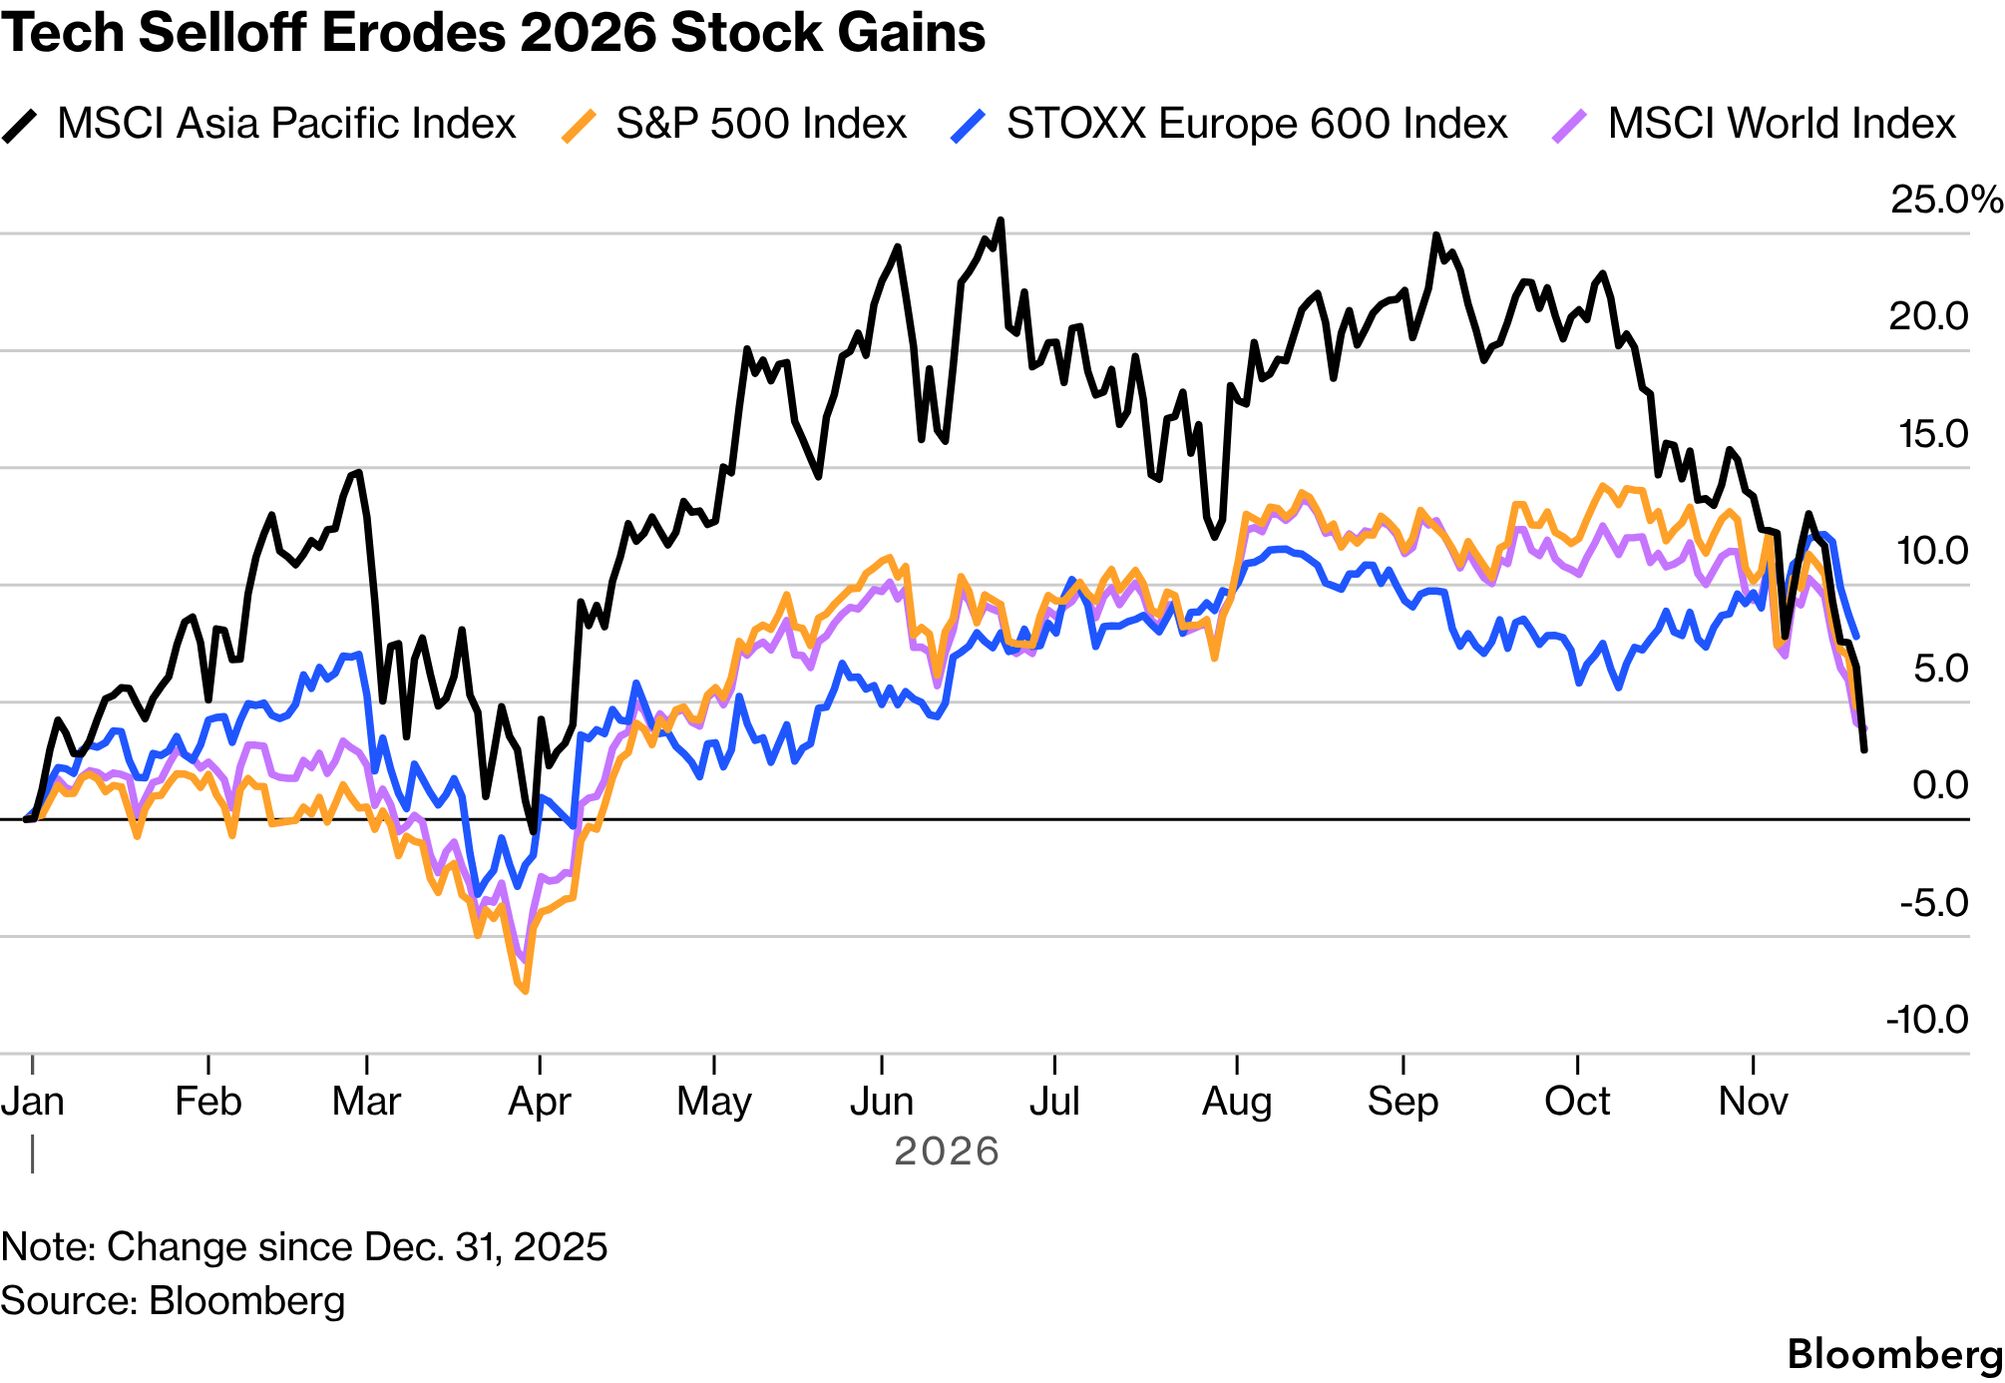 Tech Selloff Erodes 2026 Stock Gains
MSCI Asia Pacific Index S&P 500 Index STOXX Europe 600 Index MSCI World Index
25.0%
20.0
15.0
10.0
5.0
0.0
-5.0
-10.0
Jan Feb Mar Apr May Jun Jul Aug Sep Oct Nov
2026
Note: Change since Dec. 31, 2025
Source: Bloomberg
Bloomberg